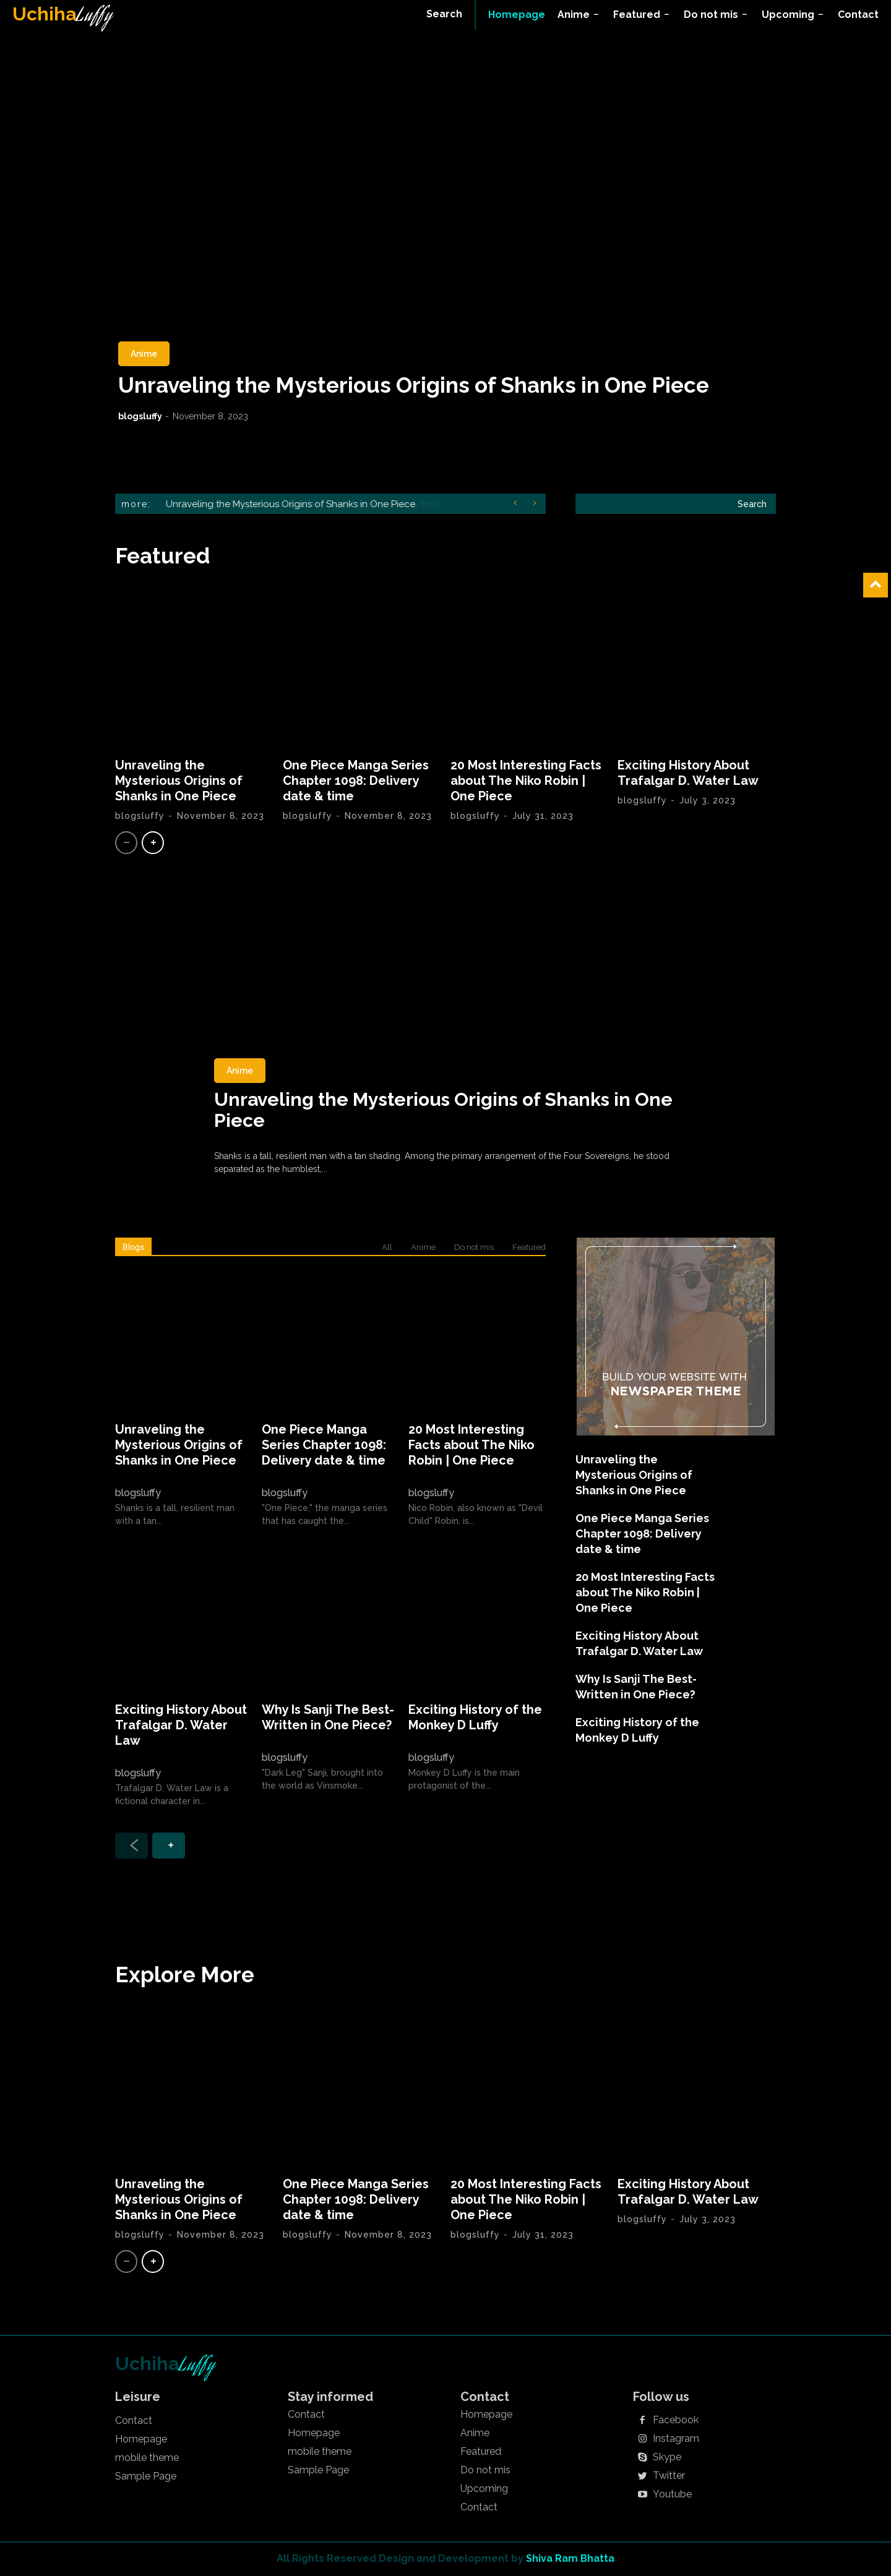 UchihaLuffy
Search
Homepage
Anime
Featured
Do not mis
Upcoming
Contact
Anime
Unraveling the Mysterious Origins of Shanks in One Piece
blogsluffy - November 8, 2023
more:
Unraveling the Mysterious Origins of Shanks in One Piece
Search
Featured
Unraveling the
Mysterious Origins of
Shanks in One Piece
blogsluffy - November 8, 2023
One Piece Manga Series
Chapter 1098: Delivery
date & time
blogsluffy - November 8, 2023
20 Most Interesting Facts
about The Niko Robin |
One Piece
blogsluffy - July 31, 2023
Exciting History About
Trafalgar D. Water Law
blogsluffy - July 3, 2023
Anime
Unraveling the Mysterious Origins of Shanks in One
Piece
Shanks is a tall, resilient man with a tan shading. Among the primary arrangement of the Four Sovereigns, he stood
separated as the humblest,...
Blogs
All
Anime
Do not mis
Featured
Unraveling the
Mysterious Origins of
Shanks in One Piece
blogsluffy
Shanks is a tall, resilient man
with a tan...
One Piece Manga
Series Chapter 1098:
Delivery date & time
blogsluffy
"One Piece," the manga series
that has caught the...
20 Most Interesting
Facts about The Niko
Robin | One Piece
blogsluffy
Nico Robin, also known as "Devil
Child" Robin, is...
Exciting History About
Trafalgar D. Water
Law
blogsluffy
Trafalgar D. Water Law is a
fictional character in...
Why Is Sanji The Best-
Written in One Piece?
blogsluffy
"Dark Leg" Sanji, brought into
the world as Vinsmoke...
Exciting History of the
Monkey D Luffy
blogsluffy
Monkey D Luffy is the main
protagonist of the...
BUILD YOUR WEBSITE WITH
NEWSPAPER THEME
Unraveling the
Mysterious Origins of
Shanks in One Piece
One Piece Manga Series
Chapter 1098: Delivery
date & time
20 Most Interesting Facts
about The Niko Robin |
One Piece
Exciting History About
Trafalgar D. Water Law
Why Is Sanji The Best-
Written in One Piece?
Exciting History of the
Monkey D Luffy
Explore More
Unraveling the
Mysterious Origins of
Shanks in One Piece
blogsluffy - November 8, 2023
One Piece Manga Series
Chapter 1098: Delivery
date & time
blogsluffy - November 8, 2023
20 Most Interesting Facts
about The Niko Robin |
One Piece
blogsluffy - July 31, 2023
Exciting History About
Trafalgar D. Water Law
blogsluffy - July 3, 2023
UchihaLuffy
Leisure
Contact
Homepage
mobile theme
Sample Page
Stay informed
Contact
Homepage
mobile theme
Sample Page
Contact
Homepage
Anime
Featured
Do not mis
Upcoming
Contact
Follow us
Facebook
Instagram
Skype
Twitter
Youtube
All Rights Reserved Design and Development by Shiva Ram Bhatta